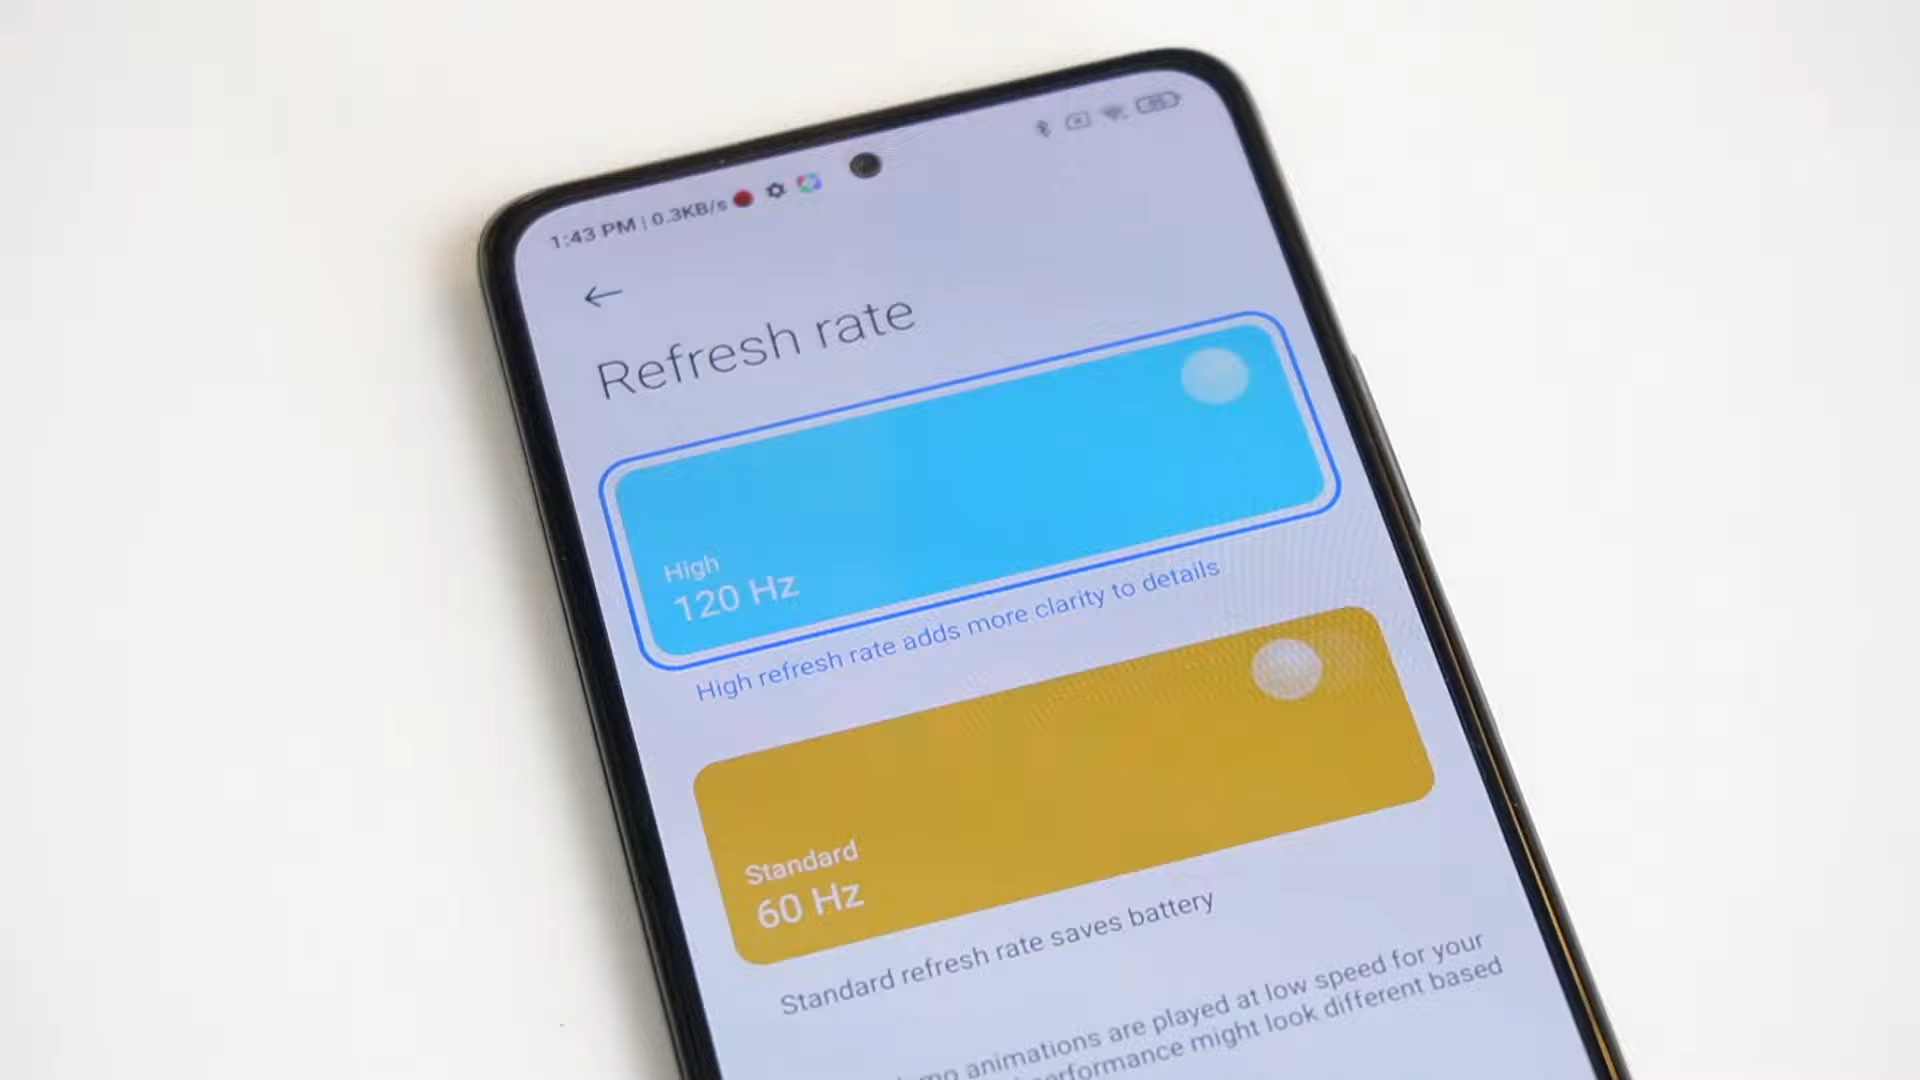 1:43 PM | 0.3KB/s
Refresh rate
High
120 Hz
High refresh rate adds more clarity to details
Standard
60 Hz
Standard refresh rate saves battery
animations are played at low speed for your
performance might look different based